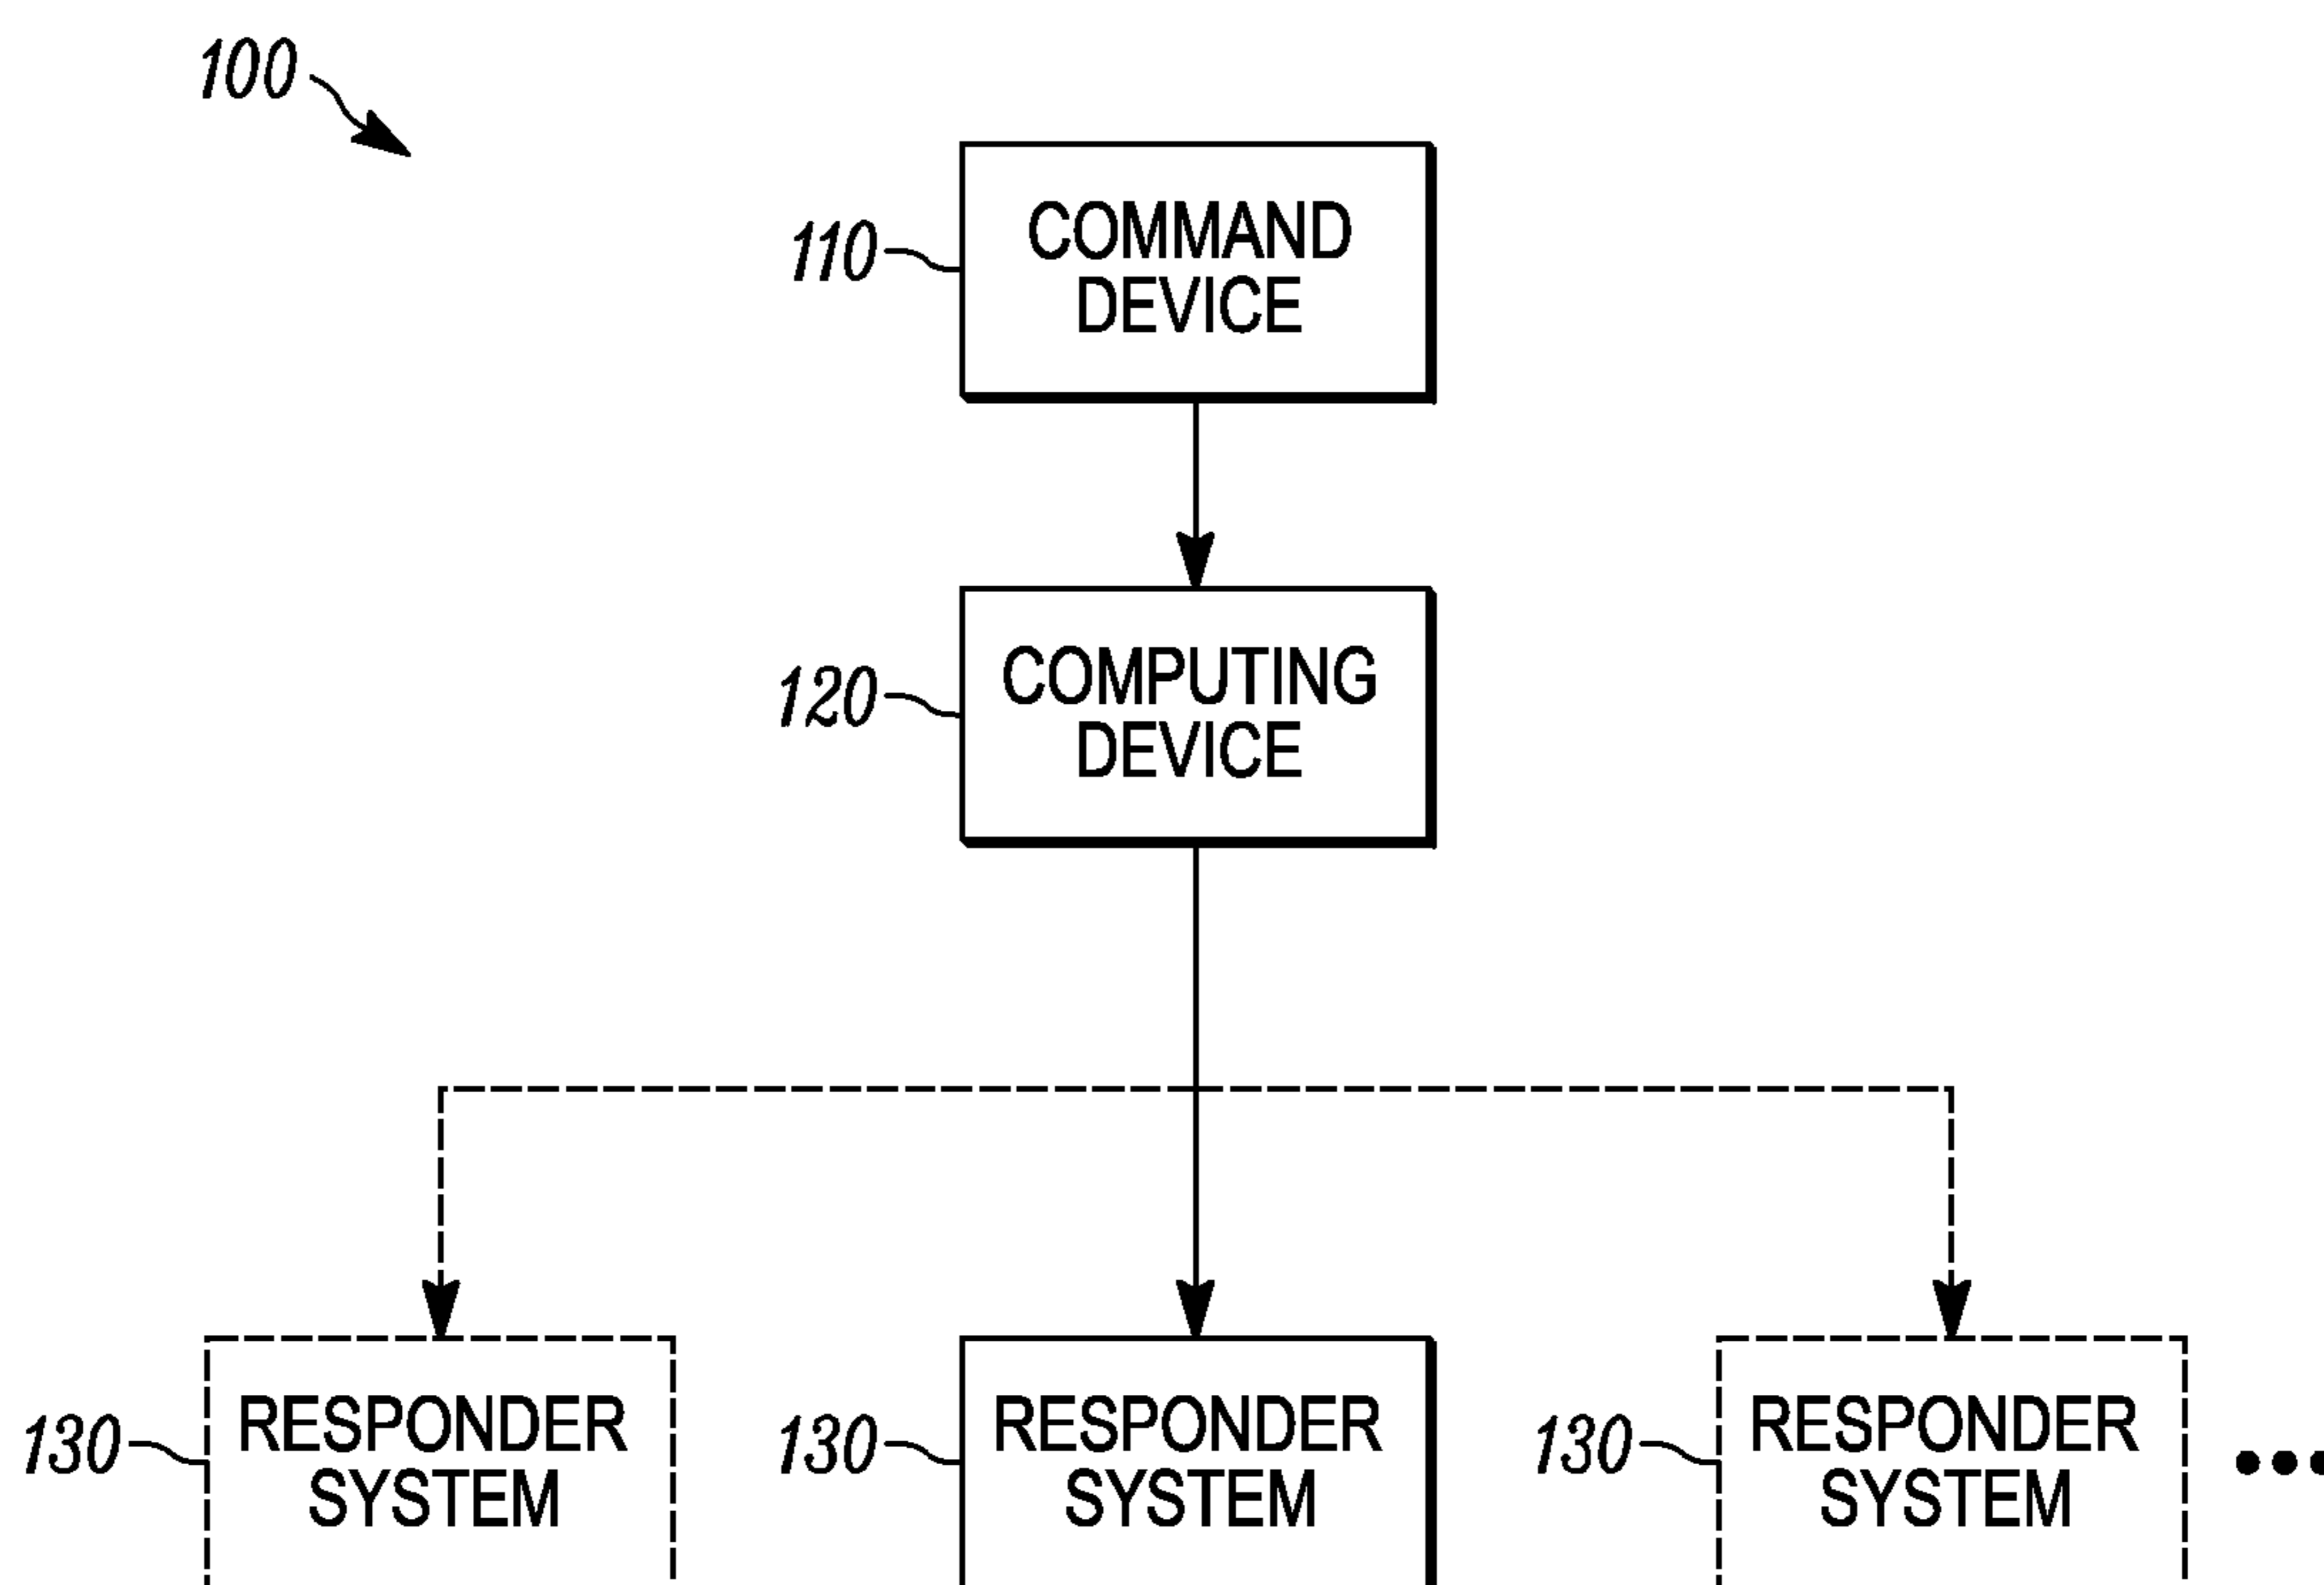 100
110
COMMAND
DEVICE
120
COMPUTING
DEVICE
130
RESPONDER
SYSTEM
130
RESPONDER
SYSTEM
130
RESPONDER
SYSTEM
...